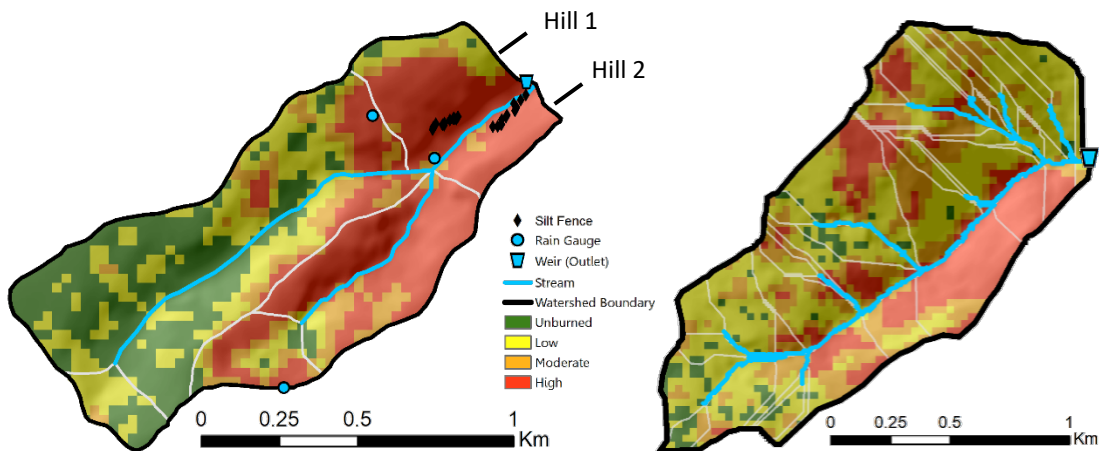 Hill 1
Hill 2
Silt Fence
Rain Gauge
Weir (Outlet)
Stream
Watershed Boundary
Unburned
Low
Moderate
High
0 0.25 0.5 1
Km
0 0.25 0.5 1
Km